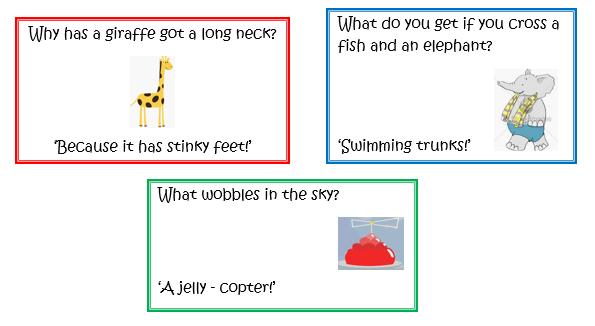 Why has a giraffe got a long neck?
'Because it has stinky feet!'
What do you get if you cross a
fish and an elephant?
'Swimming trunks!'
What wobbles in the sky?
'A jelly - copter!'